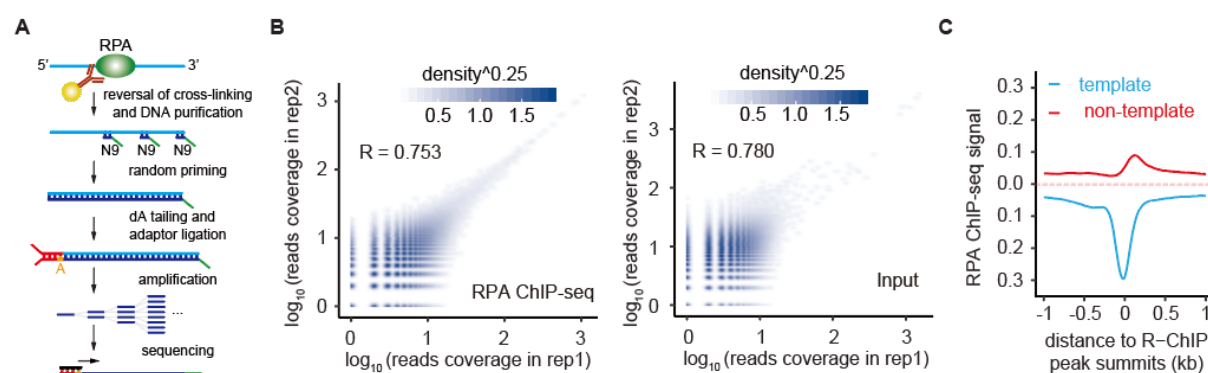 A
RPA
5' 3'
reversal of cross-linking
and DNA purification
N9 N9 N9
random priming
dA tailing and
adaptor ligation
A
amplification
...
sequencing
B
log10 (reads coverage in rep2)
3
2
1
0
density^0.25
0.5 1.0 1.5
R = 0.753
RPA ChIP-seq
0 1 2 3
log10 (reads coverage in rep1)
log10 (reads coverage in rep2)
3
2
1
0
density^0.25
0.5 1.0 1.5
R = 0.780
Input
0 1 2 3
log10 (reads coverage in rep1)
C
RPA ChIP-seq signal
0.3
0.2
0.1
0.0
0.1
0.2
0.3
template
non-template
-1 -0.5 0 0.5 1
distance to R−ChIP
peak summits (kb)